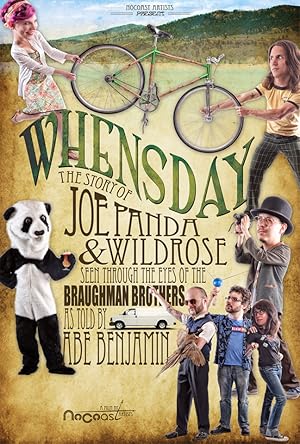 NOCOAST ARTISTS
PRESENT
WHENSDAY
THE STORY OF
JOE PANDA
& WILDROSE
SEEN THROUGH THE EYES OF THE
BRAUGHMAN BROTHERS
AS TOLD BY
ABE BENJAMIN
A FILM BY
NoCoast